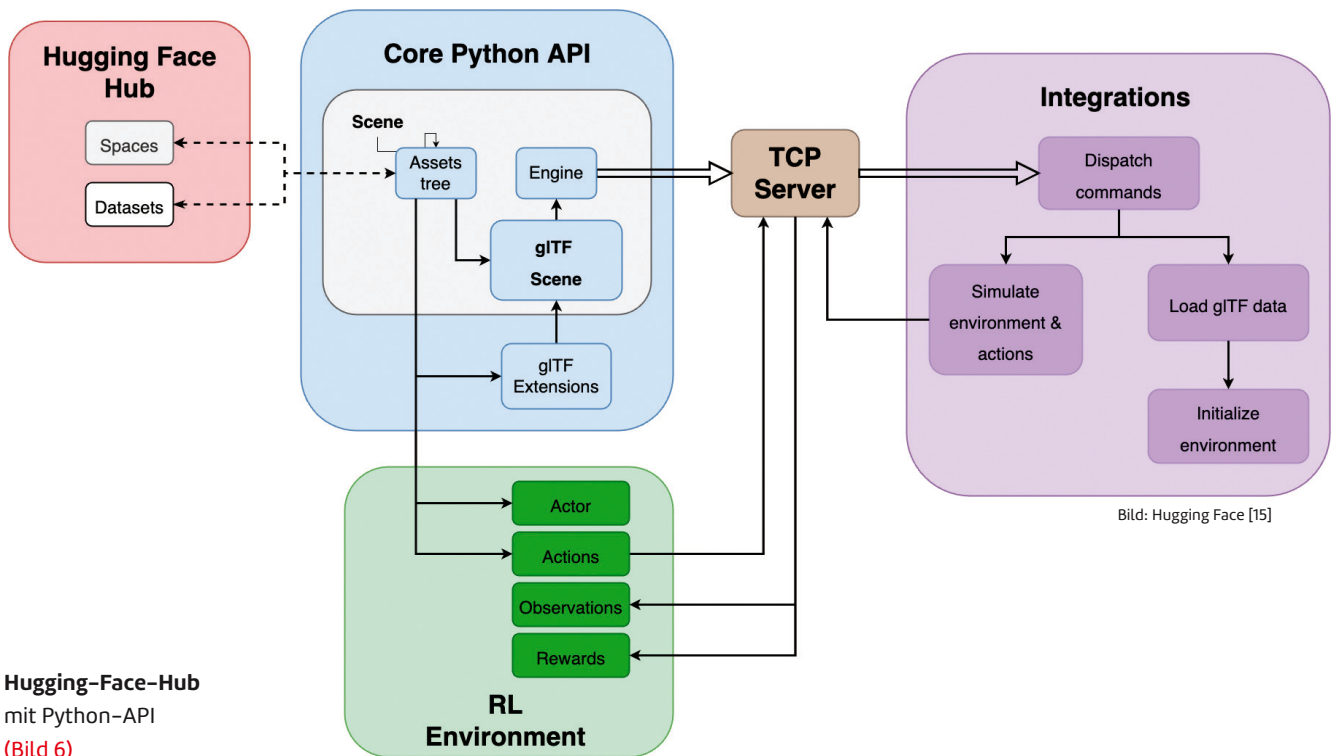 Hugging Face
Hub
Spaces
Datasets
Core Python API
Scene
Assets
tree
Engine
glTF
Scene
glTF
Extensions
TCP
Server
Integrations
Dispatch
commands
Simulate
environment &
actions
Load glTF data
Initialize
environment
Bild: Hugging Face [15]
Actor
Actions
Observations
Rewards
RL
Environment
Hugging-Face-Hub
mit Python-API
(Bild 6)